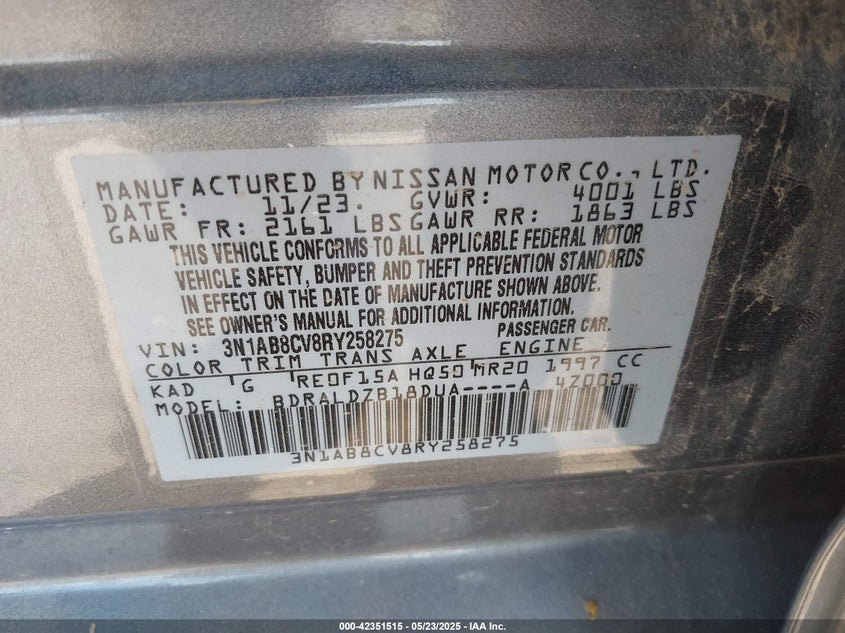 MANUFACTURED BY NISSAN MOTOR CO., LTD.
DATE: 11/23. GVWR: 4001 LBS
GAWR FR: 2161 LBS GAWR RR: 1863 LBS
THIS VEHICLE CONFORMS TO ALL APPLICABLE FEDERAL MOTOR
VEHICLE SAFETY, BUMPER AND THEFT PREVENTION STANDARDS
IN EFFECT ON THE DATE OF MANUFACTURE SHOWN ABOVE.
SEE OWNER'S MANUAL FOR ADDITIONAL INFORMATION.
VIN: 3N1AB8CV8RY258275 PASSENGER CAR.
COLOR TRIM TRANS AXLE ENGINE
KAD G RE0F15A HQ50 MR20 1997 CC
MODEL: BDRALDZB18DUA----A 47000
3N1AB8CV8RY258275
000-42351515 - 05/23/2025 - IAA Inc.